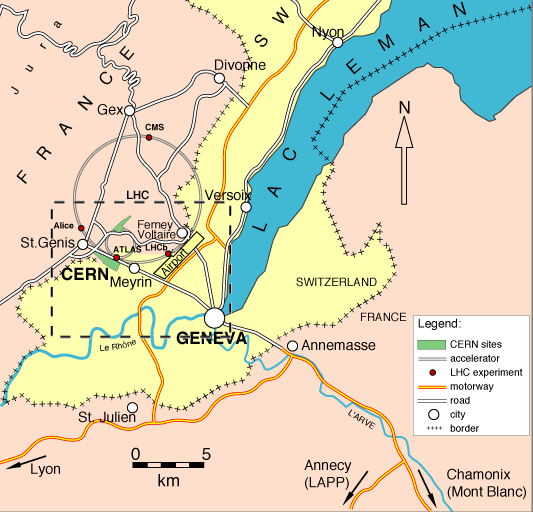 Jura
FRANCE
SW
LAC LEMAN
Nyon
Divonne
Gex
CMS
N
LHC
Versoix
Alice
Ferney
Voltaire
St.Genis
ATLAS
LHCb
Airport
CERN
Meyrin
SWITZERLAND
FRANCE
GENEVA
Le Rhône
Annemasse
St. Julien
L'ARVE
Lyon
0 5
km
Annecy
(LAPP)
Chamonix
(Mont Blanc)
Legend:
CERN sites
accelerator
LHC experiment
motorway
road
city
border